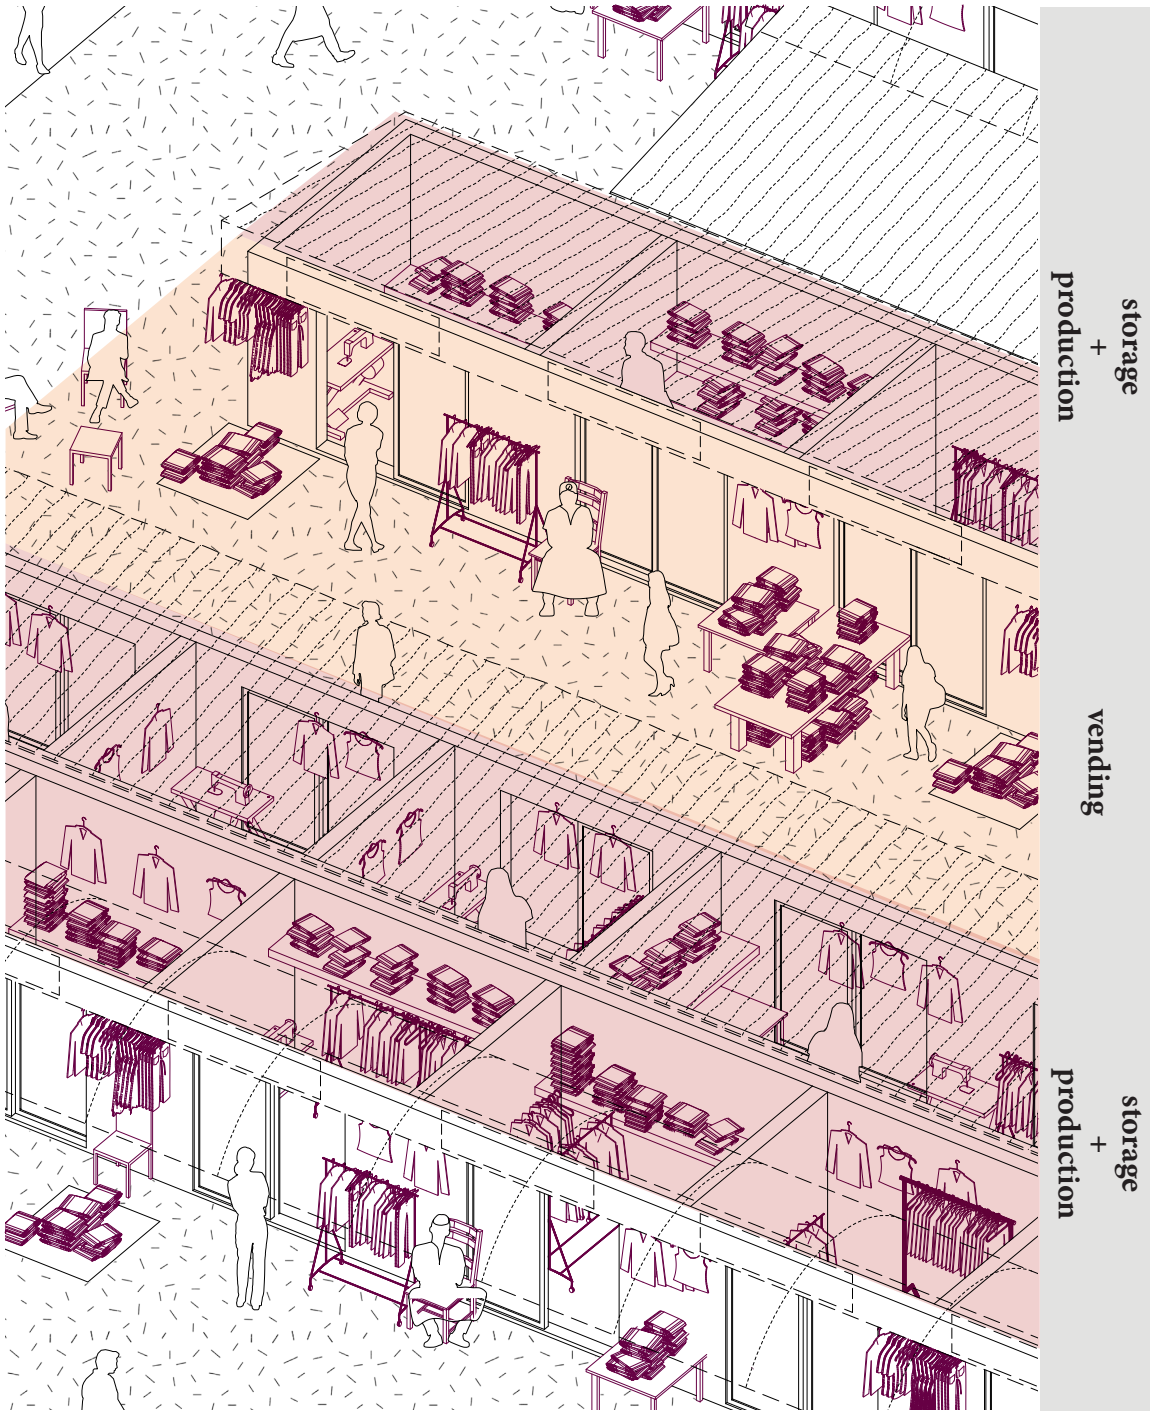 storage
+
production
vending
storage
+
production